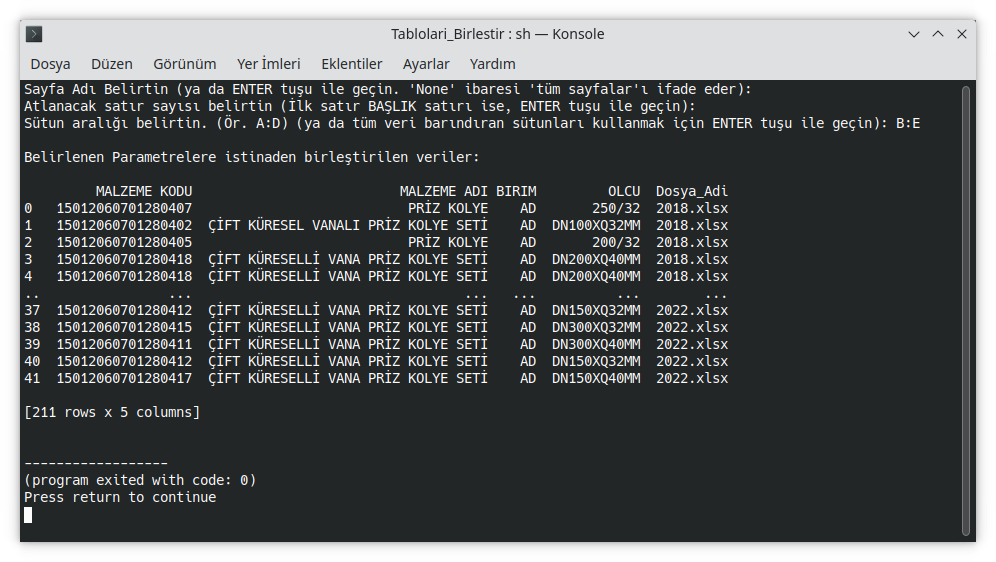 Tablolari_Birlestir : sh — Konsole
Dosya Düzen Görünüm Yer İmleri Eklentiler Ayarlar Yardım
Sayfa Adı Belirtin (ya da ENTER tuşu ile geçin. 'None' ibaresi 'tüm sayfalar'ı ifade eder):
Atlanacak satır sayısı belirtin (İlk satır BAŞLIK satırı ise, ENTER tuşu ile geçin):
Sütun aralığı belirtin. (Ör. A:D) (ya da tüm veri barındıran sütunları kullanmak için ENTER tuşu ile geçin): B:E
Belirlenen Parametrelere istinaden birleştirilen veriler:
MALZEME KODU MALZEME ADI BIRIM OLCU Dosya_Adi
0 15012060701280407 PRİZ KOLYE AD 250/32 2018.xlsx
1 15012060701280402 ÇİFT KÜRESEL VANALI PRİZ KOLYE SETİ AD DN100XQ32MM 2018.xlsx
2 15012060701280405 PRİZ KOLYE AD 200/32 2018.xlsx
3 15012060701280418 ÇİFT KÜRESELLİ VANA PRİZ KOLYE SETİ AD DN200XQ40MM 2018.xlsx
4 15012060701280418 ÇİFT KÜRESELLİ VANA PRİZ KOLYE SETİ AD DN200XQ40MM 2018.xlsx
.. ... ... ... ... ...
37 15012060701280412 ÇİFT KÜRESELLİ VANA PRİZ KOLYE SETİ AD DN150XQ32MM 2022.xlsx
38 15012060701280415 ÇİFT KÜRESELLİ VANA PRİZ KOLYE SETİ AD DN300XQ32MM 2022.xlsx
39 15012060701280411 ÇİFT KÜRESELLİ VANA PRİZ KOLYE SETİ AD DN300XQ40MM 2022.xlsx
40 15012060701280412 ÇİFT KÜRESELLİ VANA PRİZ KOLYE SETİ AD DN150XQ32MM 2022.xlsx
41 15012060701280417 ÇİFT KÜRESELLİ VANA PRİZ KOLYE SETİ AD DN150XQ40MM 2022.xlsx
[211 rows x 5 columns]
------------------
(program exited with code: 0)
Press return to continue